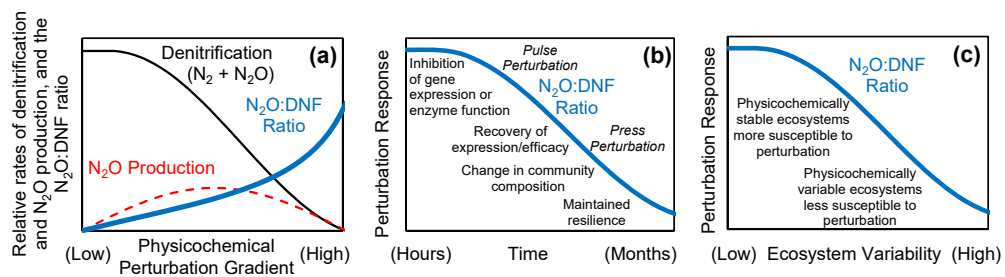 Relative rates of denitrification
and N2O production, and the
N2O:DNF ratio
(a)
Denitrification
(N2 + N2O)
N2O:DNF
Ratio
N2O Production
(Low)
Physicochemical
Perturbation Gradient
(High)
Perturbation Response
(b)
Pulse
Perturbation
Inhibition
of gene
expression or
enzyme function
N2O:DNF
Ratio
Recovery of
expression/efficacy
Press
Perturbation
Change in community
composition
Maintained
resilience
(Hours)
Time
(Months)
Perturbation Response
(c)
N2O:DNF
Ratio
Physicochemically
stable ecosystems
more susceptible to
perturbation
Physicochemically
variable ecosystems
less susceptible to
perturbation
(Low)
Ecosystem Variability
(High)